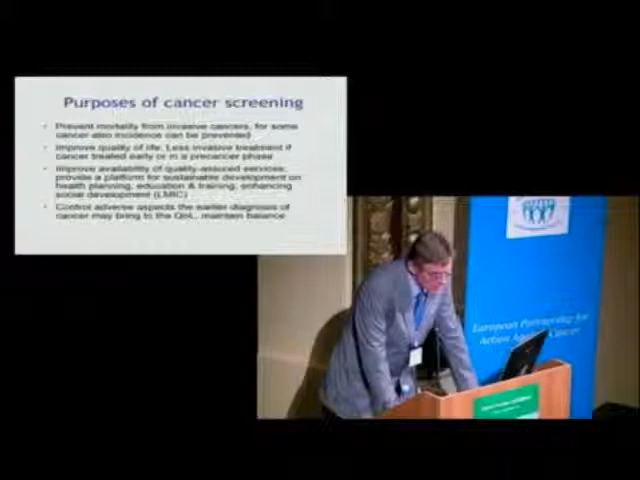 Purposes of cancer screening
• Prevent mortality from invasive cancers, for some
cancer also incidence can be prevented
• Improve quality of life. Less invasive treatment if
cancer treated early or in a precancer phase
• Improve availability of quality-assured services;
provide a platform for sustainable development on
health planning, education & training, enhancing
social development (LMIC)
• Control adverse aspects the earlier diagnosis of
cancer may bring to the QoL, maintain balance
European Partnership for
Action Against Cancer